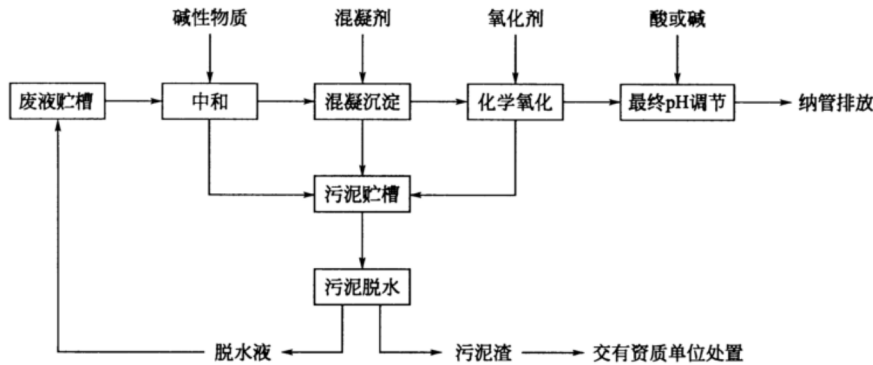 碱性物质 混凝剂 氧化剂 酸或碱
废液贮槽 中和 混凝沉淀 化学氧化 最终pH调节 纳管排放
污泥贮槽
污泥脱水
脱水液 污泥渣 交有资质单位处置